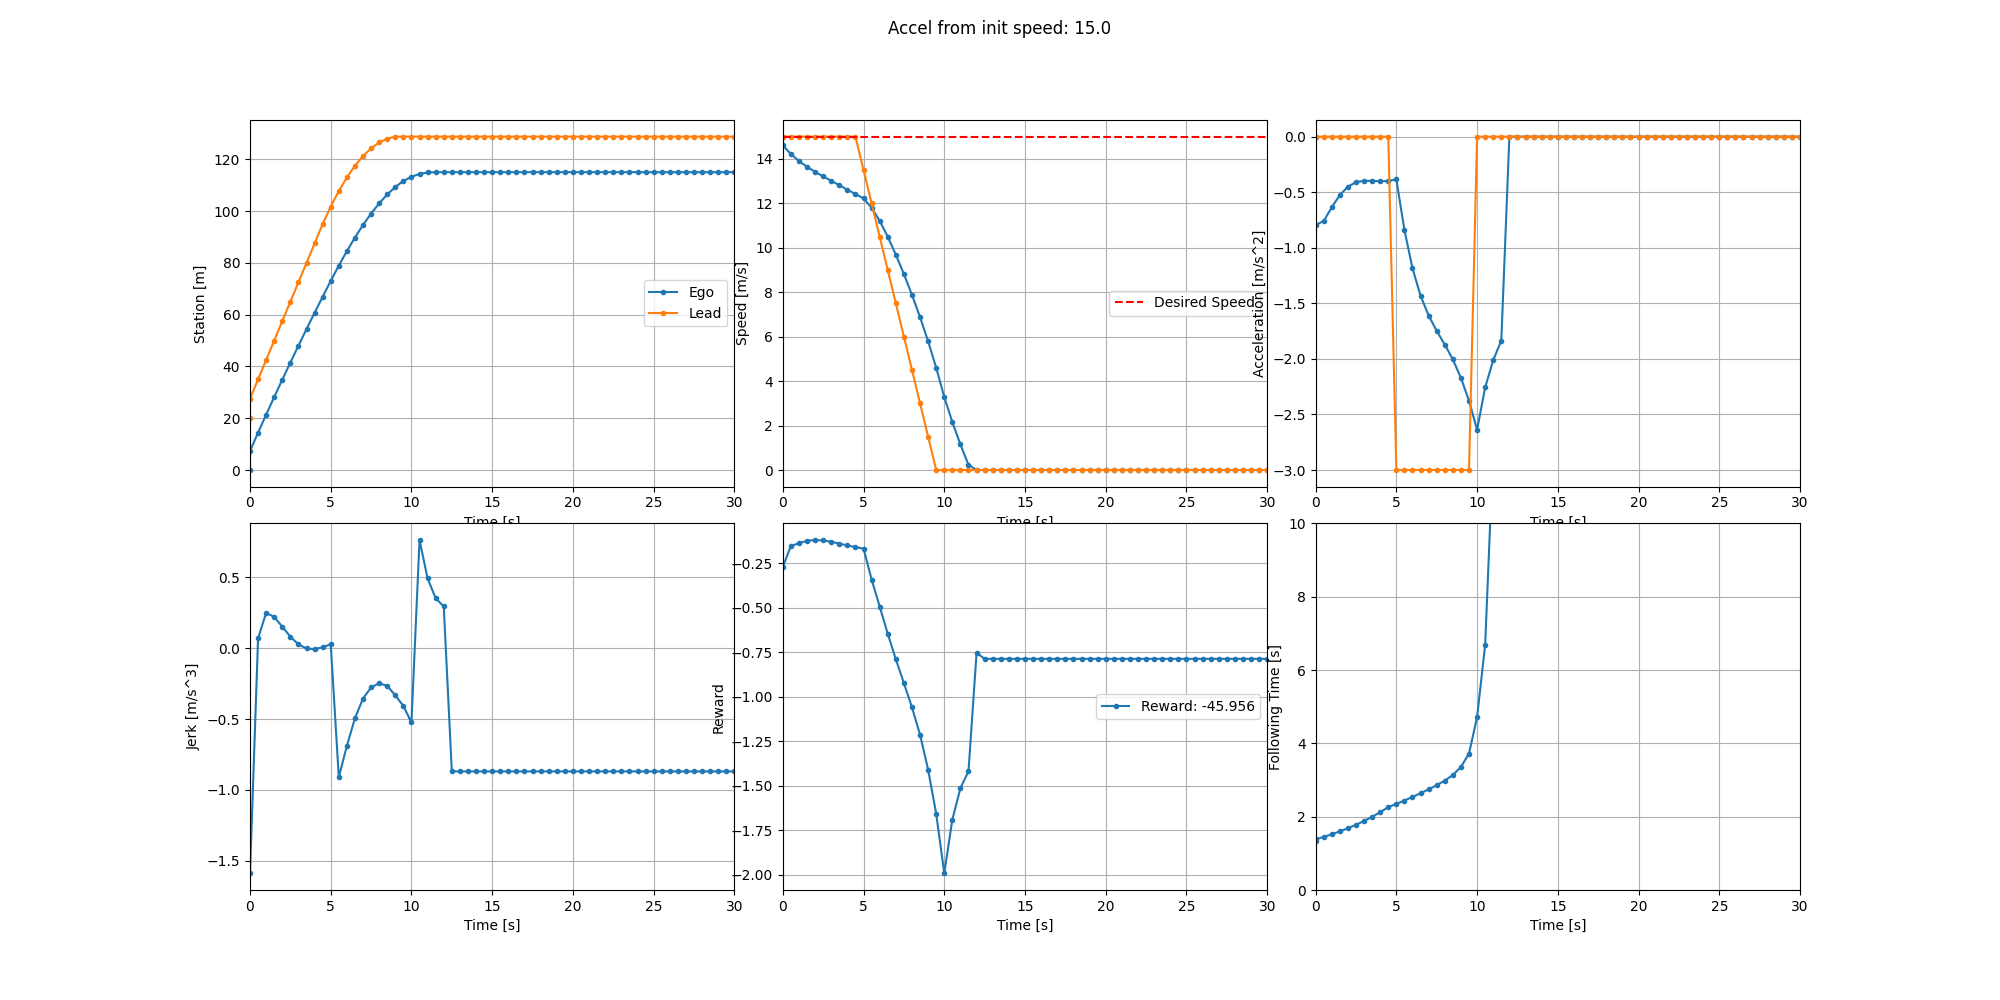 Accel from init speed: 15.0
Station [m]
120
100
80
60
40
20
0
Ego
Lead
0 5 10 15 20 25 30
Time [s]
Speed [m/s]
14
12
10
8
6
4
2
0
Desired Speed
0 5 10 15 20 25 30
Time [s]
Acceleration [m/s^2]
0.0
−0.5
−1.0
−1.5
−2.0
−2.5
−3.0
0 5 10 15 20 25 30
Time [s]
Jerk [m/s^3]
0.5
0.0
−0.5
−1.0
−1.5
0 5 10 15 20 25 30
Time [s]
Reward
−0.25
−0.50
−0.75
−1.00
−1.25
−1.50
−1.75
−2.00
Reward: -45.956
0 5 10 15 20 25 30
Time [s]
Following Time [s]
10
8
6
4
2
0
0 5 10 15 20 25 30
Time [s]